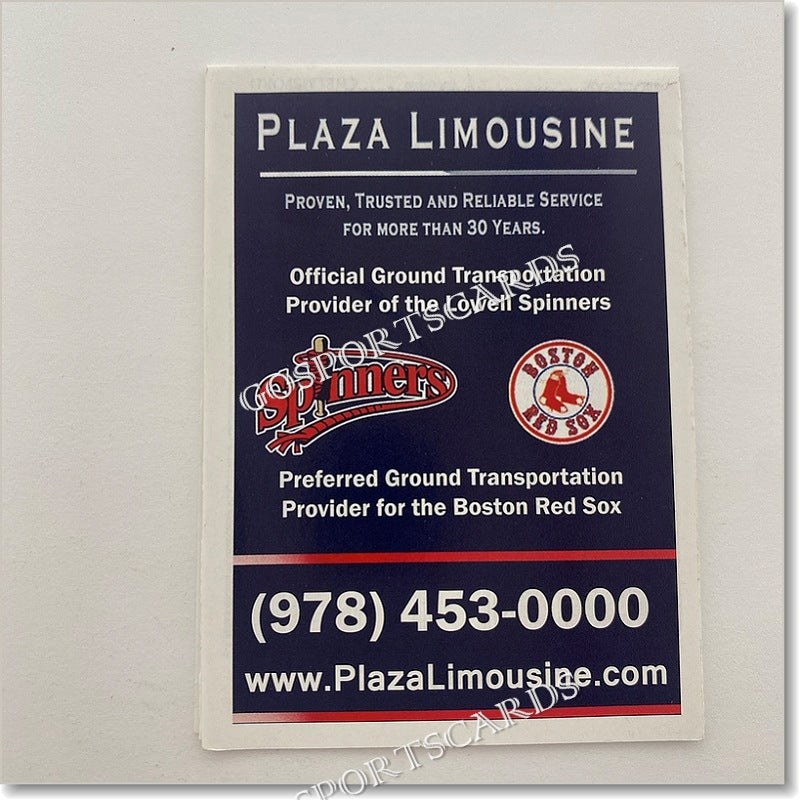 PLAZA LIMOUSINE
PROVEN, TRUSTED AND RELIABLE SERVICE
FOR MORE THAN 30 YEARS.
Official Ground Transportation
Provider of the Lowell Spinners
Spinners
BOSTON
RED SOX
Preferred Ground Transportation
Provider for the Boston Red Sox
(978) 453-0000
www.PlazaLimousine.com
GOSPORTSCARDS
SPORTSCARDS